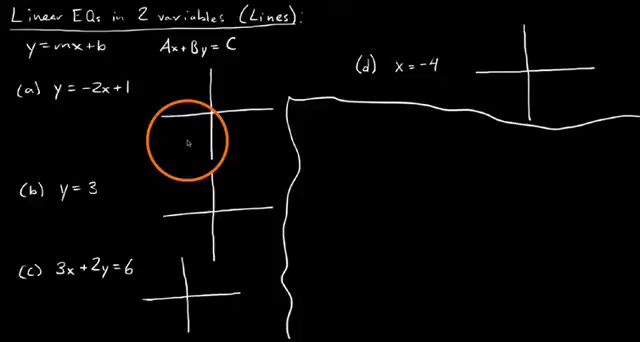 Linear EQs in 2 variables (Lines):
y=mx+b Ax+By=C
(a) y=-2x+1
(b) y=3
(c) 3x+2y=6
(d) x=-4